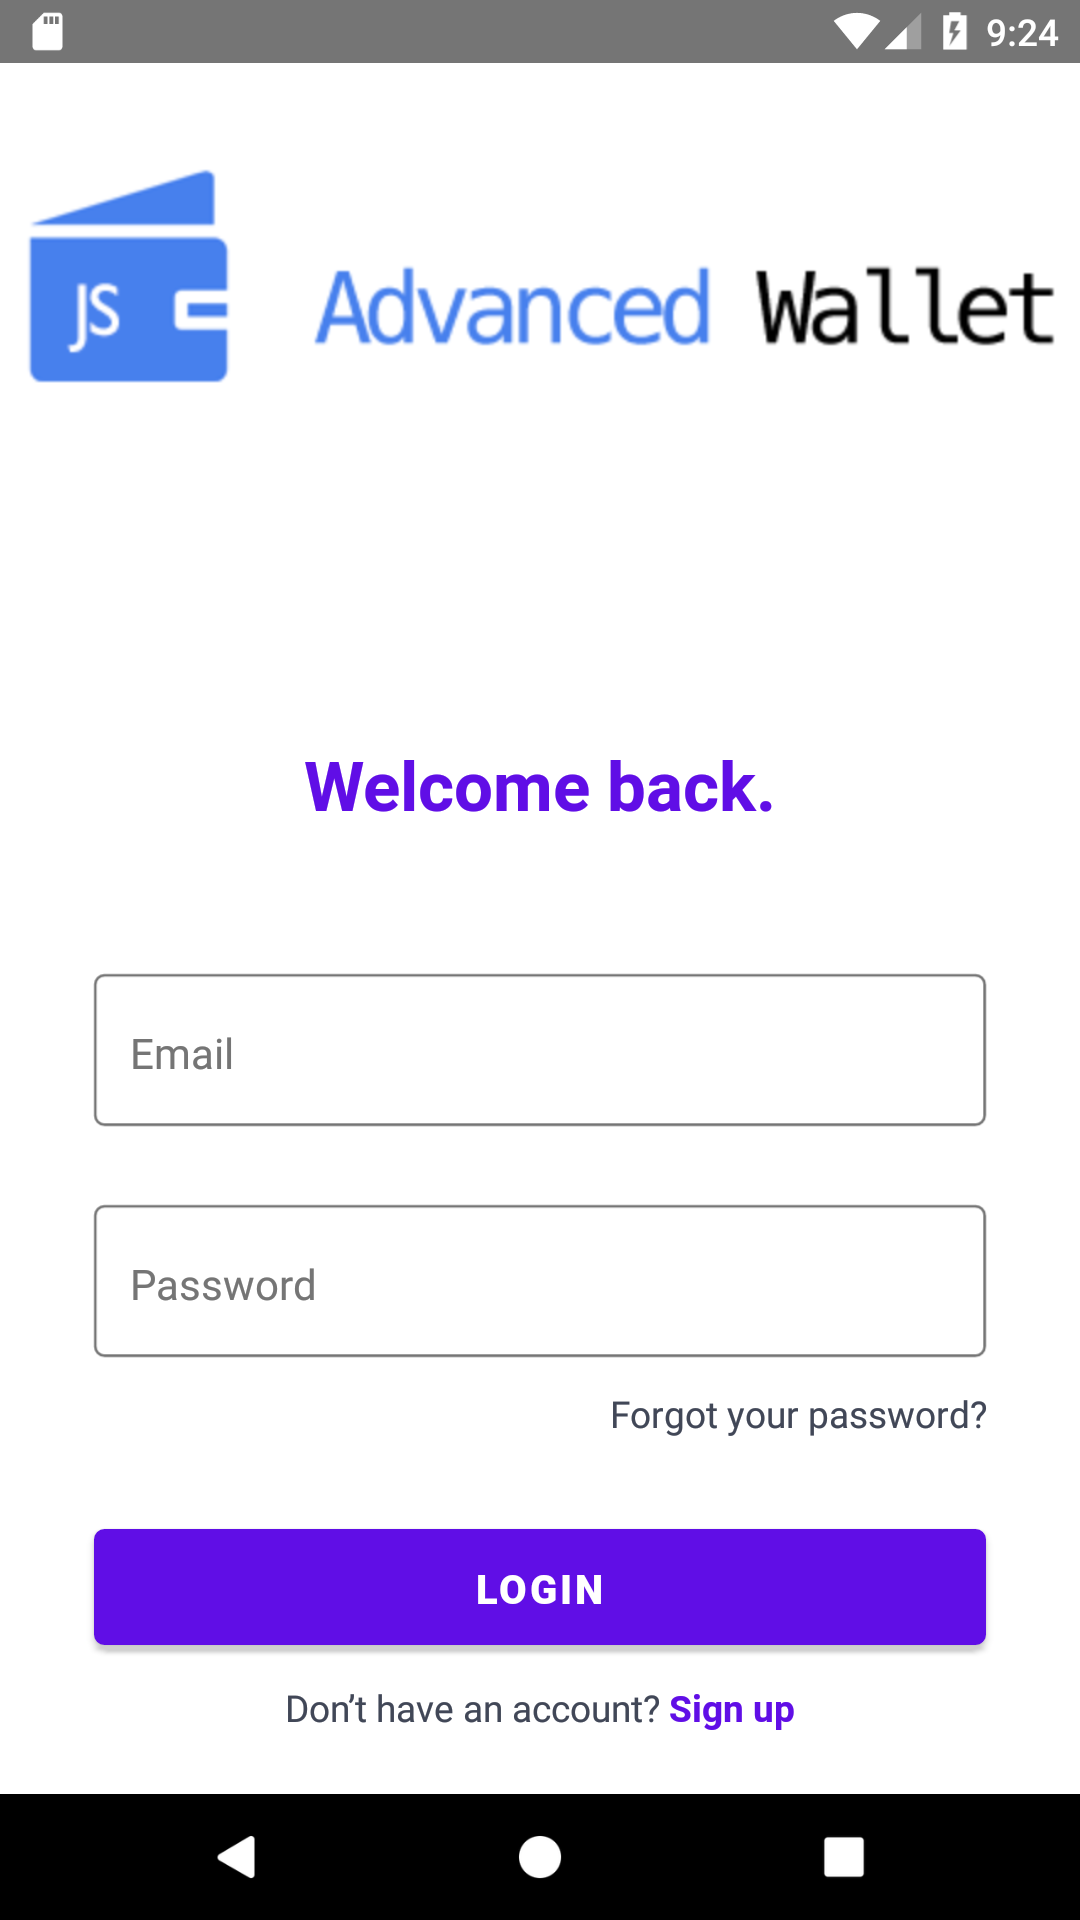 9:24
JS
Advanced Wallet
Welcome back.
Email
Password
Forgot your password?
LOGIN
Don’t have an account? Sign up